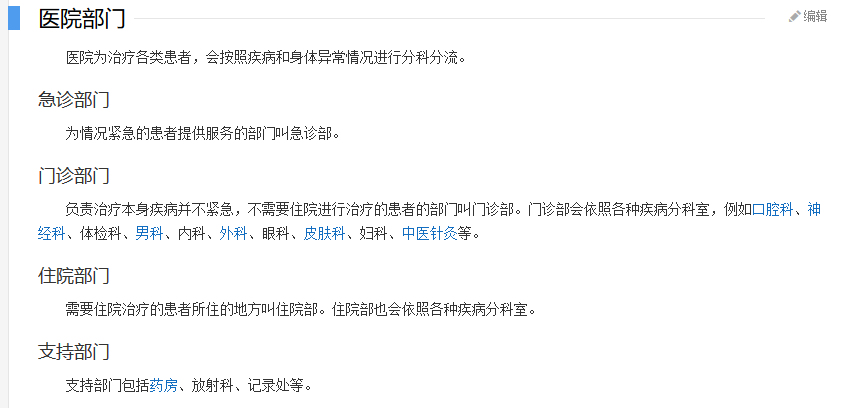 医院部门
编辑
医院为治疗各类患者，会按照疾病和身体异常情况进行分科分流。
急诊部门
为情况紧急的患者提供服务的部门叫急诊部。
门诊部门
负责治疗本身疾病并不紧急，不需要住院进行治疗的患者的部门叫门诊部。门诊部会依照各种疾病分科室，例如口腔科、神
经科、体检科、男科、内科、外科、眼科、皮肤科、妇科、中医针灸等。
住院部门
需要住院治疗的患者所住的地方叫住院部。住院部也会依照各种疾病分科室。
支持部门
支持部门包括药房、放射科、记录处等。